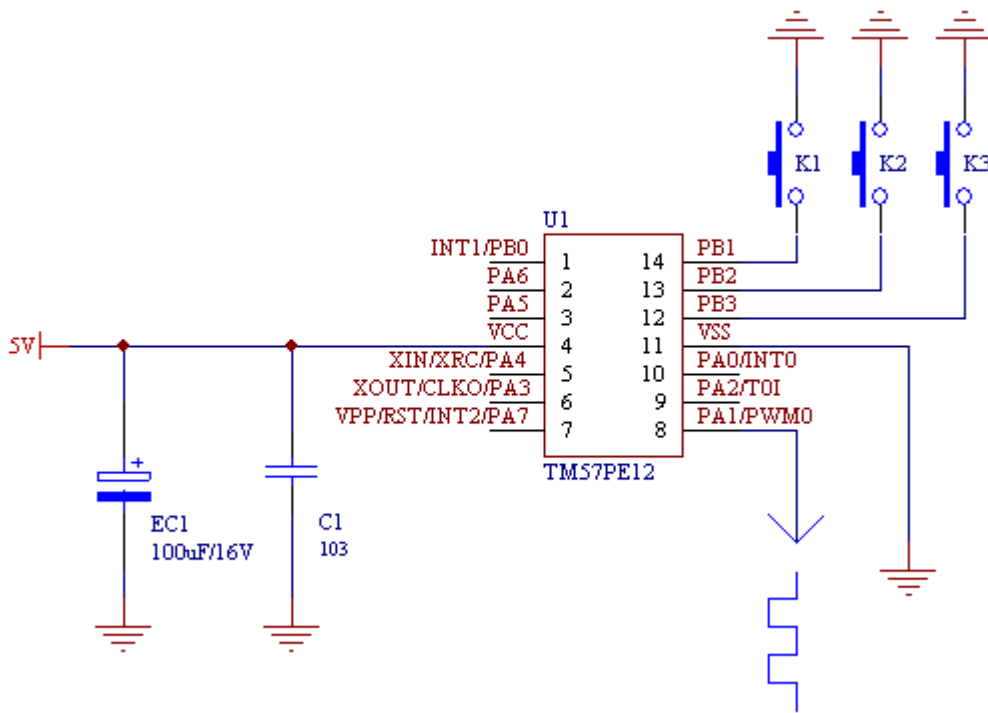 K1 K2 K3
U1
INT1/PB0 1 14 PB1
PA6 2 13 PB2
PA5 3 12 PB3
VCC 4 11 VSS
5V
XIN/XRC/PA4 5 10 PA0/INT0
XOUT/CLKO/PA3 6 9 PA2/T0I
VPP/RST/INT2/PA7 7 8 PA1/PWM0
TM57PE12
+
EC1
100uF/16V
C1
103